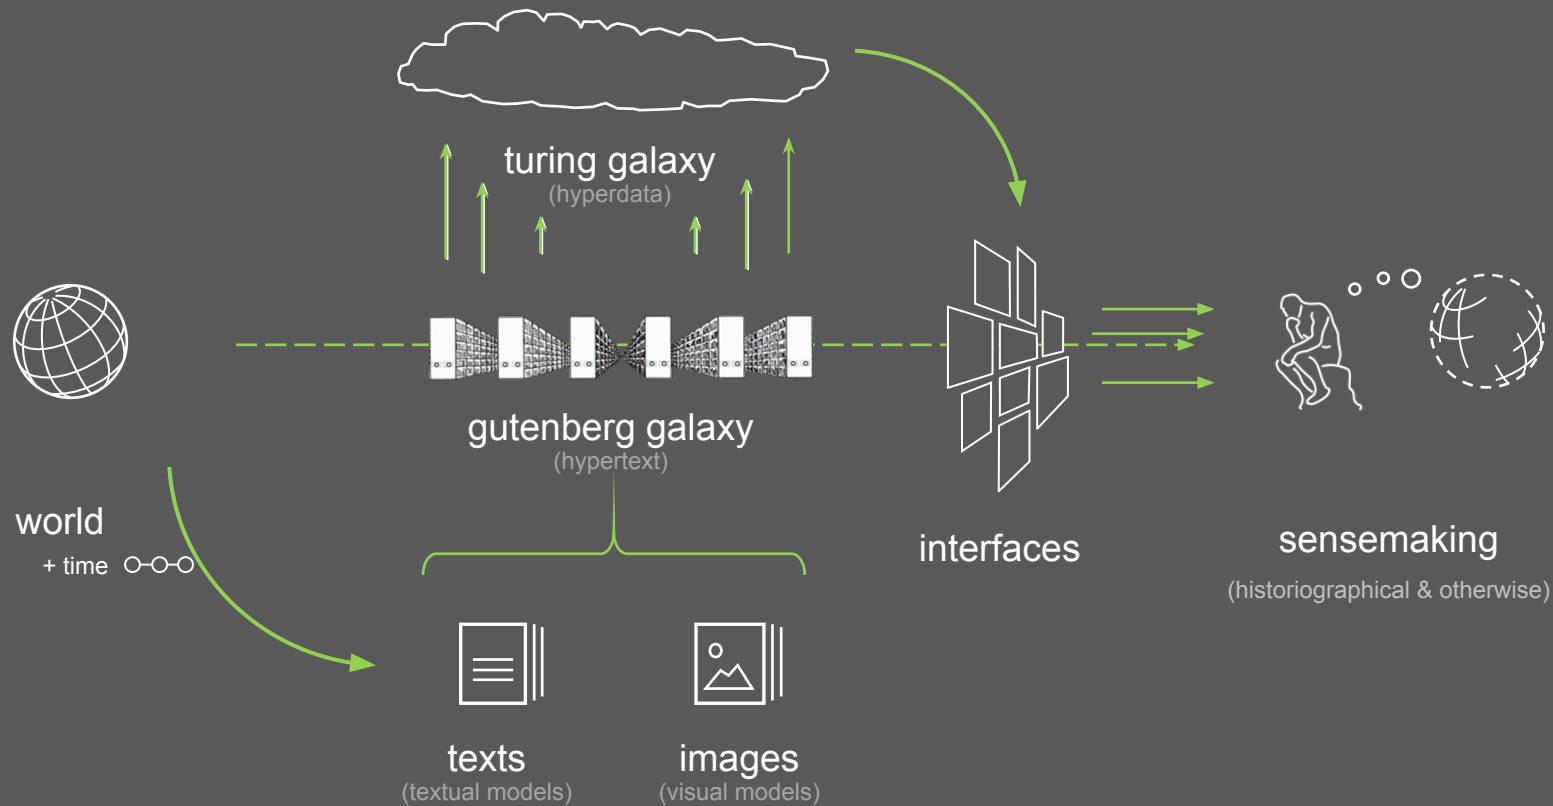 turing galaxy
(hyperdata)
gutenberg galaxy
(hypertext)
world
+ time
interfaces
sensemaking
(historiographical & otherwise)
texts
(textual models)
images
(visual models)